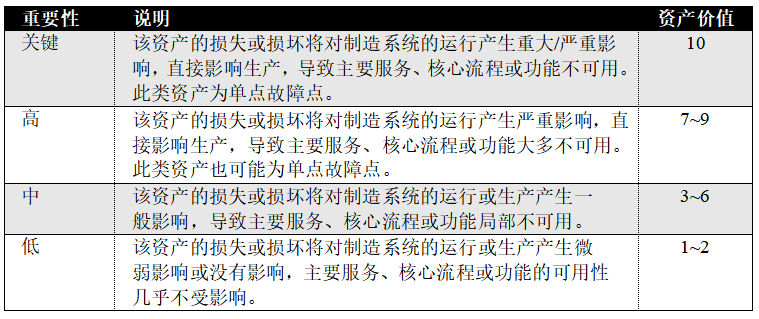 重要性 说明 资产价值
关键 该资产的损失或损坏将对制造系统的运行产生重大/严重影 10
响，直接影响生产，导致主要服务、核心流程或功能不可用。
此类资产为单点故障点。
高 该资产的损失或损坏将对制造系统的运行产生严重影响，直 7~9
接影响生产，导致主要服务、核心流程或功能大多不可用。
此类资产也可能为单点故障点。
中 该资产的损失或损坏将对制造系统的运行或生产产生一 3~6
般影响，导致主要服务、核心流程或功能局部不可用。
低 该资产的损失或损坏将对制造系统的运行或生产产生微 1~2
弱影响或没有影响，主要服务、核心流程或功能的可用性
几乎不受影响。